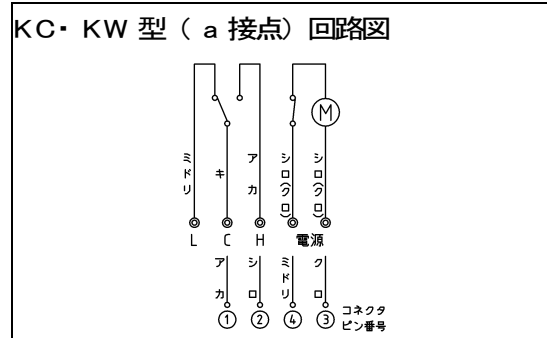 KC・KW 型（ a 接点）回路図
M
ミドリ
キ
アカ
シロ(クロ)
シロ(クロ)
L C H 電源
アカ
シロ
ミドリ
クロ
① ② ④ ③
コネクタ
ピン番号